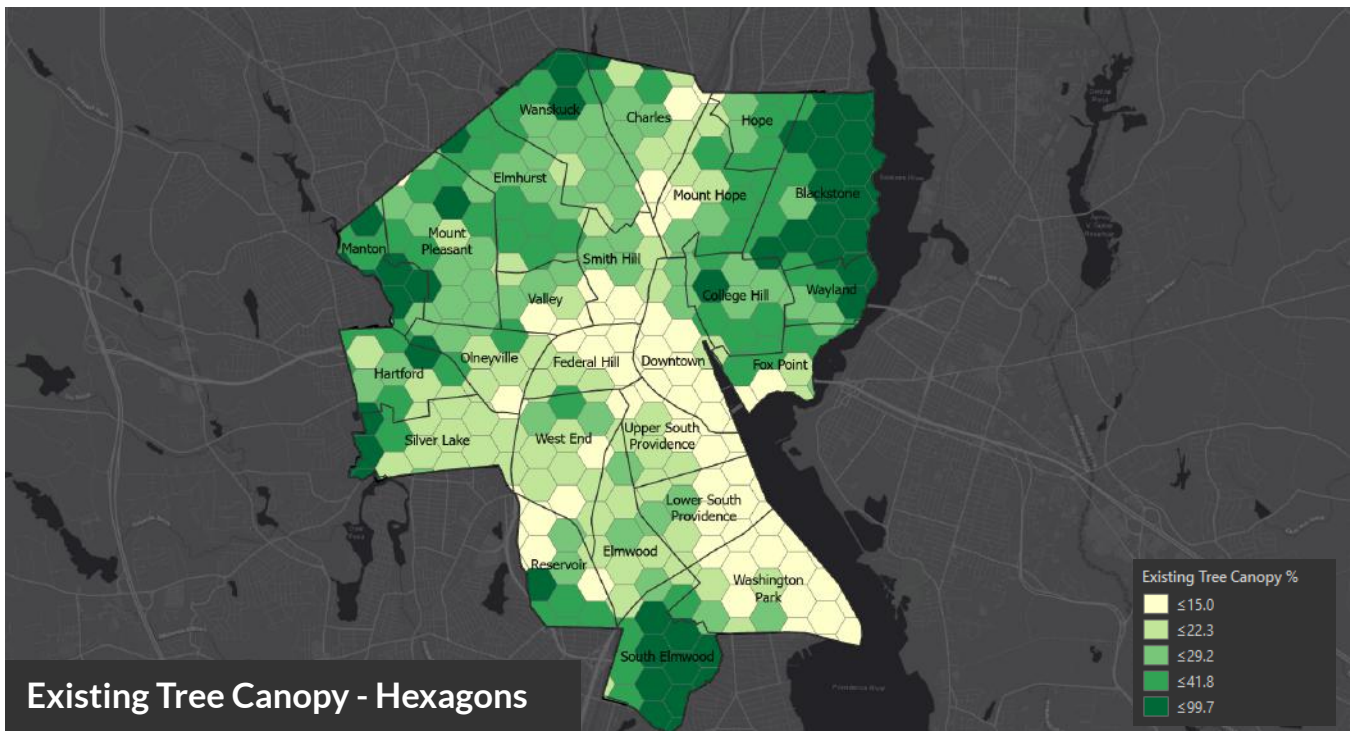 Wanskuck
Charles
Hope
Elmhurst
Mount Hope
Blackstone
Manton
Mount
Pleasant
Smith Hill
Valley
College Hill
Wayland
Hartford
Olneyville
Federal Hill
Downtown
Fox Point
Silver Lake
West End
Upper South
Providence
Lower South
Providence
Reservoir
Elmwood
Washington
Park
South Elmwood
Providence River
Existing Tree Canopy %
≤15.0
≤22.3
≤29.2
≤41.8
≤99.7
Existing Tree Canopy - Hexagons